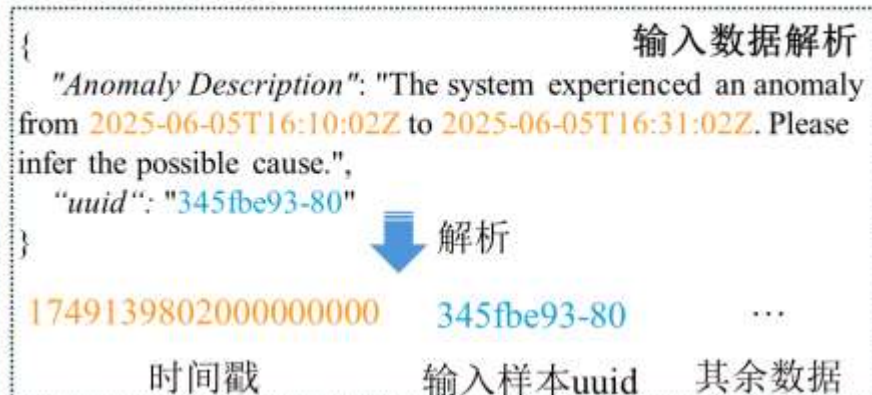 输入数据解析
{
"Anomaly Description": "The system experienced an anomaly
from 2025-06-05T16:10:02Z to 2025-06-05T16:31:02Z. Please
infer the possible cause.",
“uuid“: "345fbe93-80"
}
解析
1749139802000000000 345fbe93-80 …
时间戳 输入样本uuid 其余数据